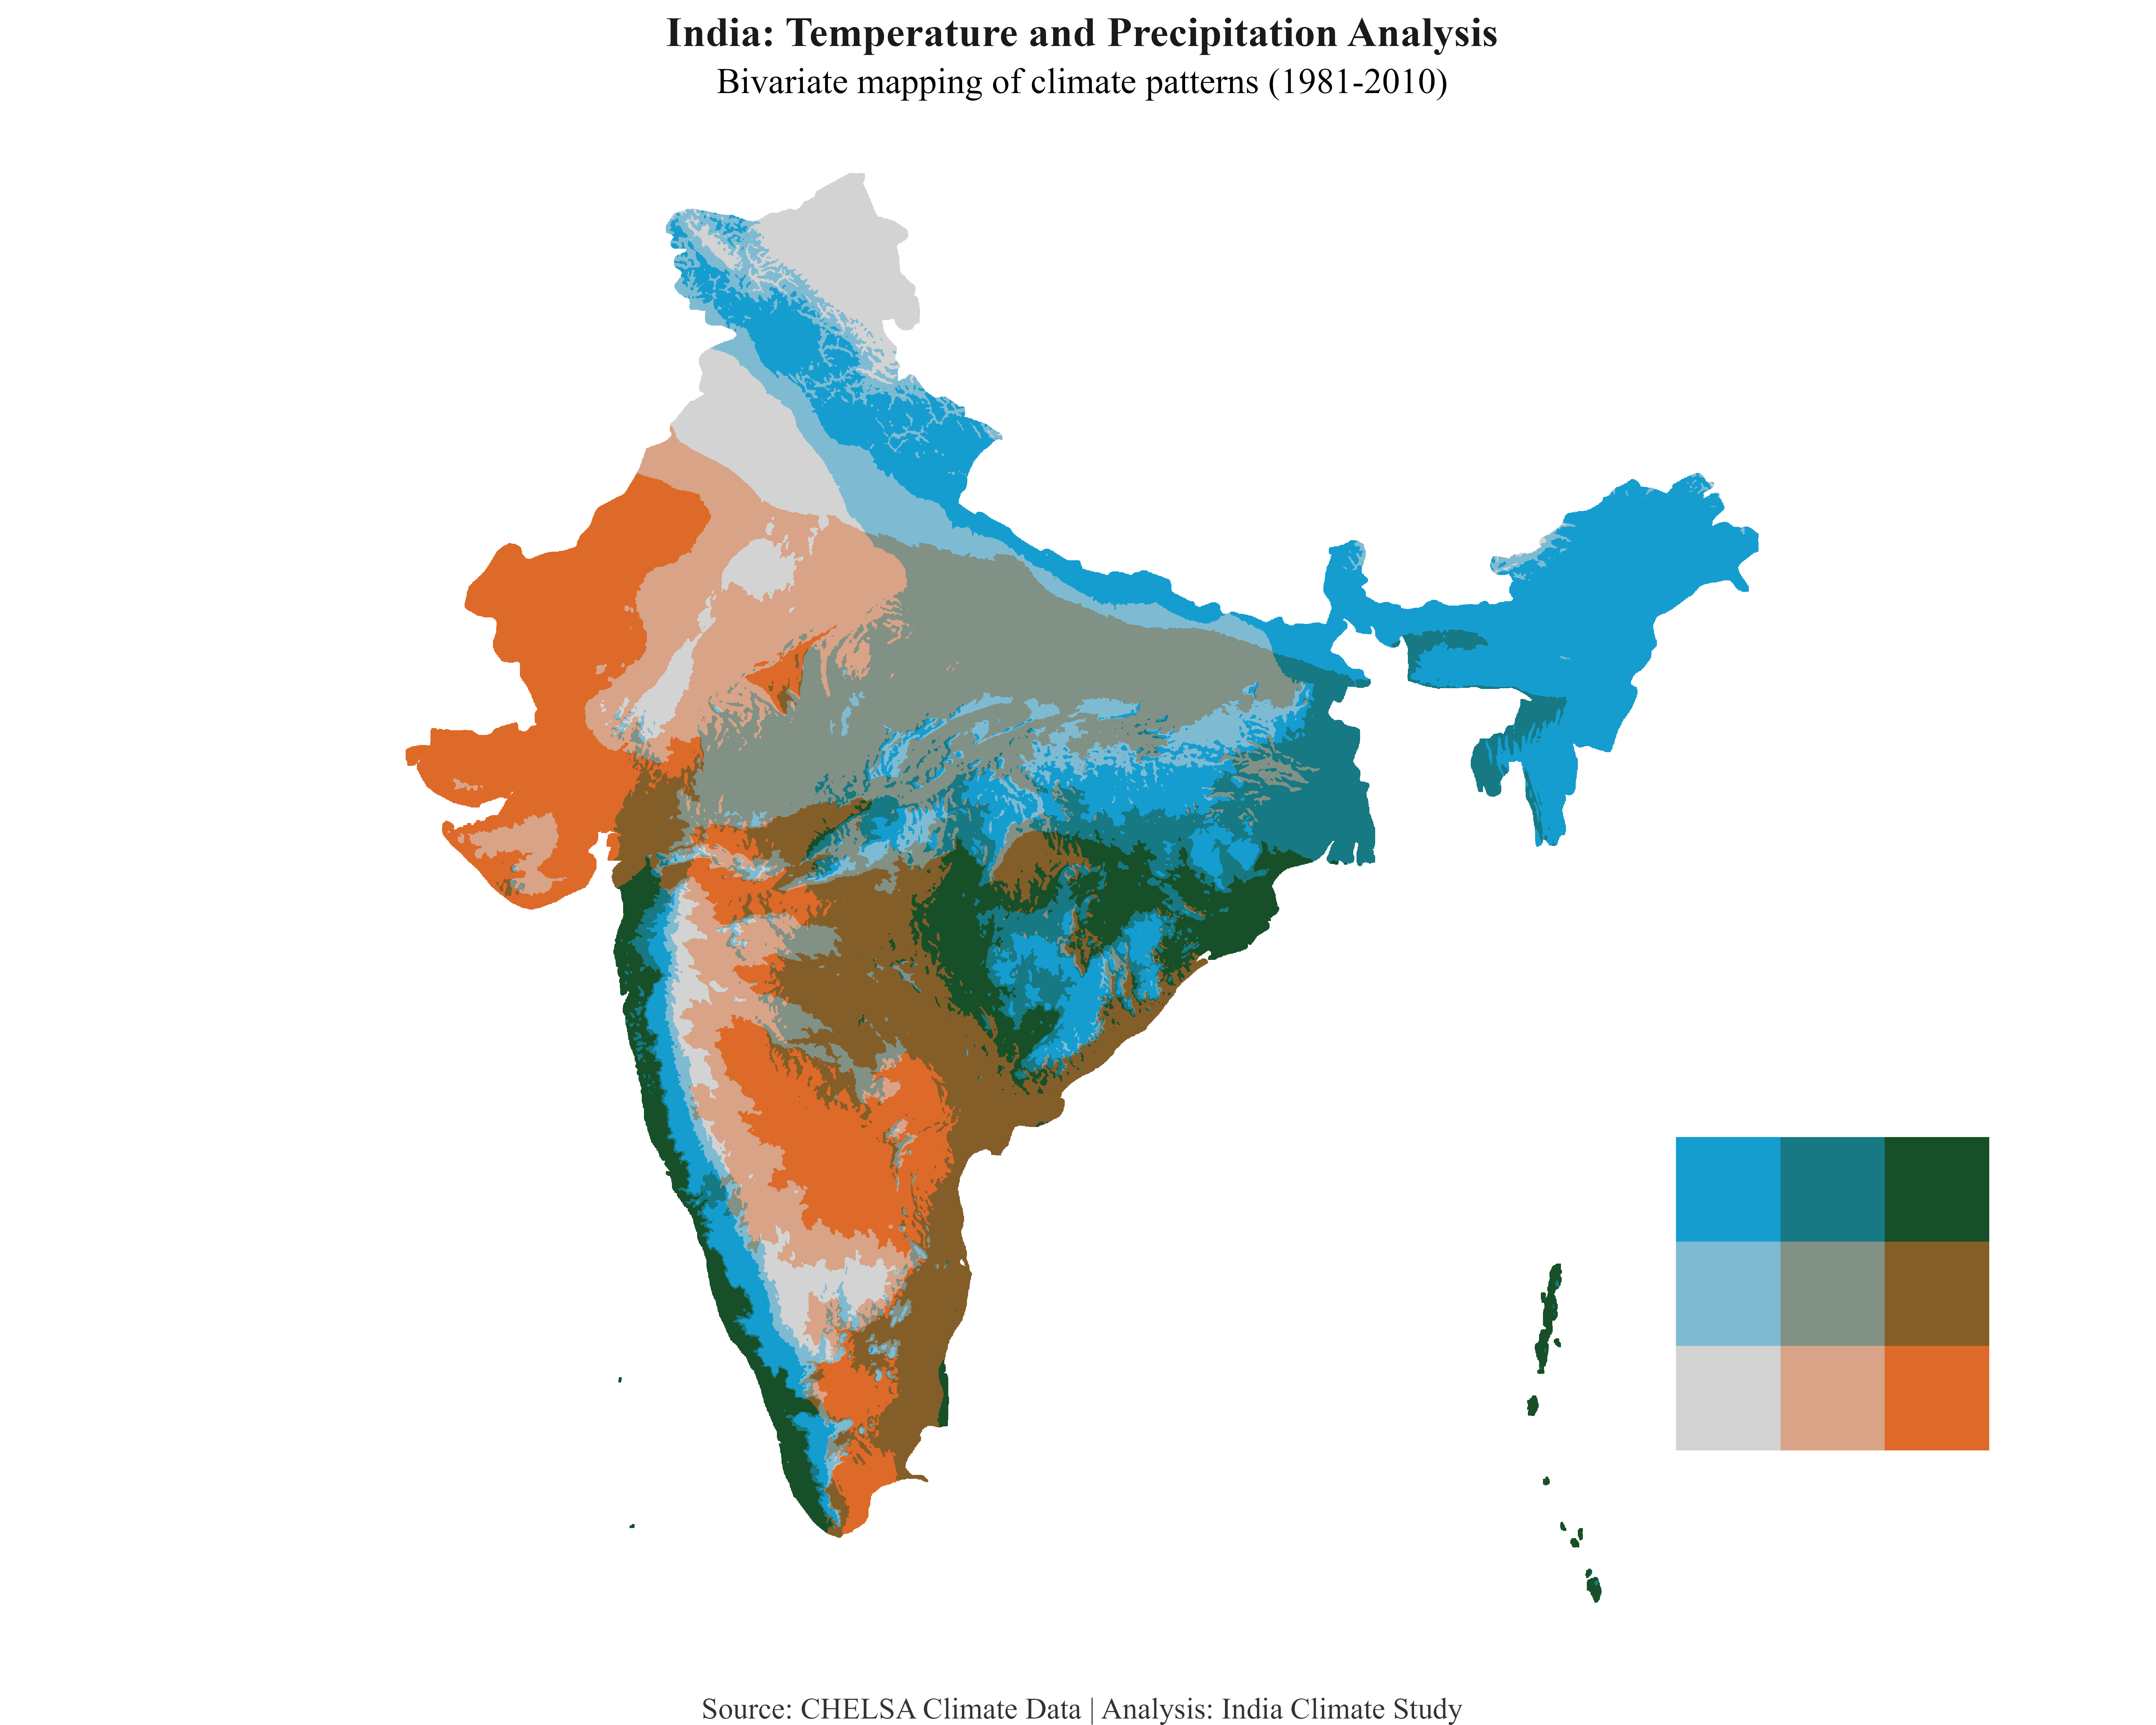 India: Temperature and Precipitation Analysis
Bivariate mapping of climate patterns (1981-2010)
Source: CHELSA Climate Data | Analysis: India Climate Study